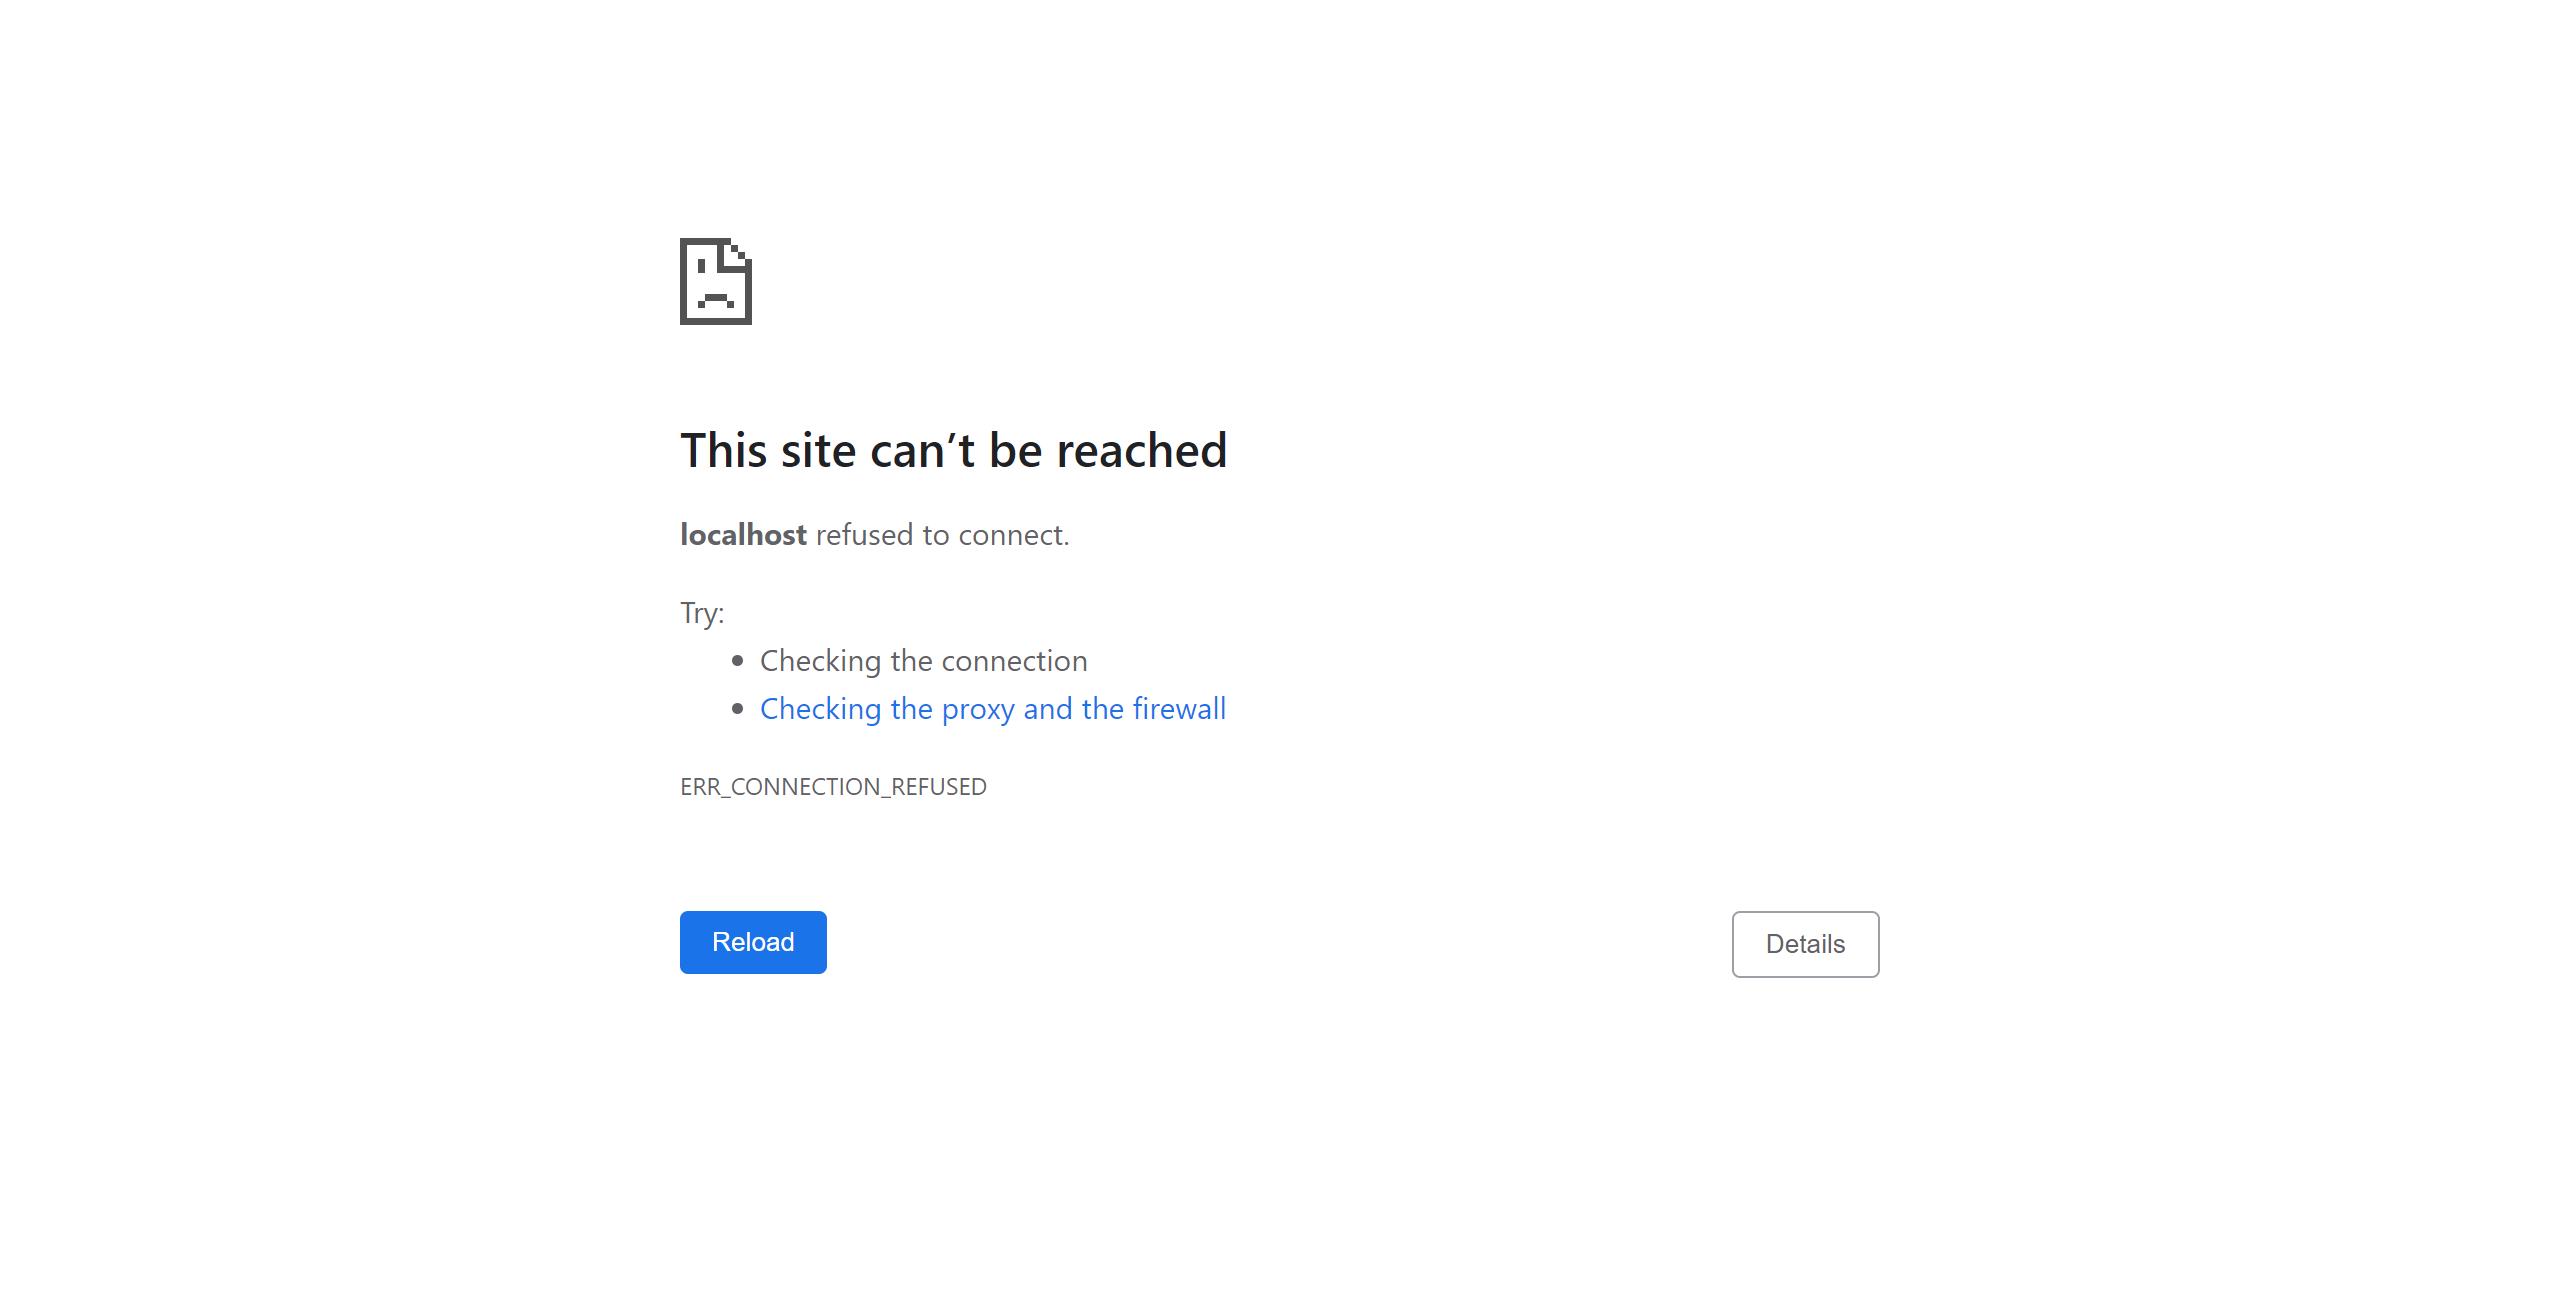 This site can’t be reached
localhost refused to connect.
Try:
Checking the connection
Checking the proxy and the firewall
ERR_CONNECTION_REFUSED
Reload
Details